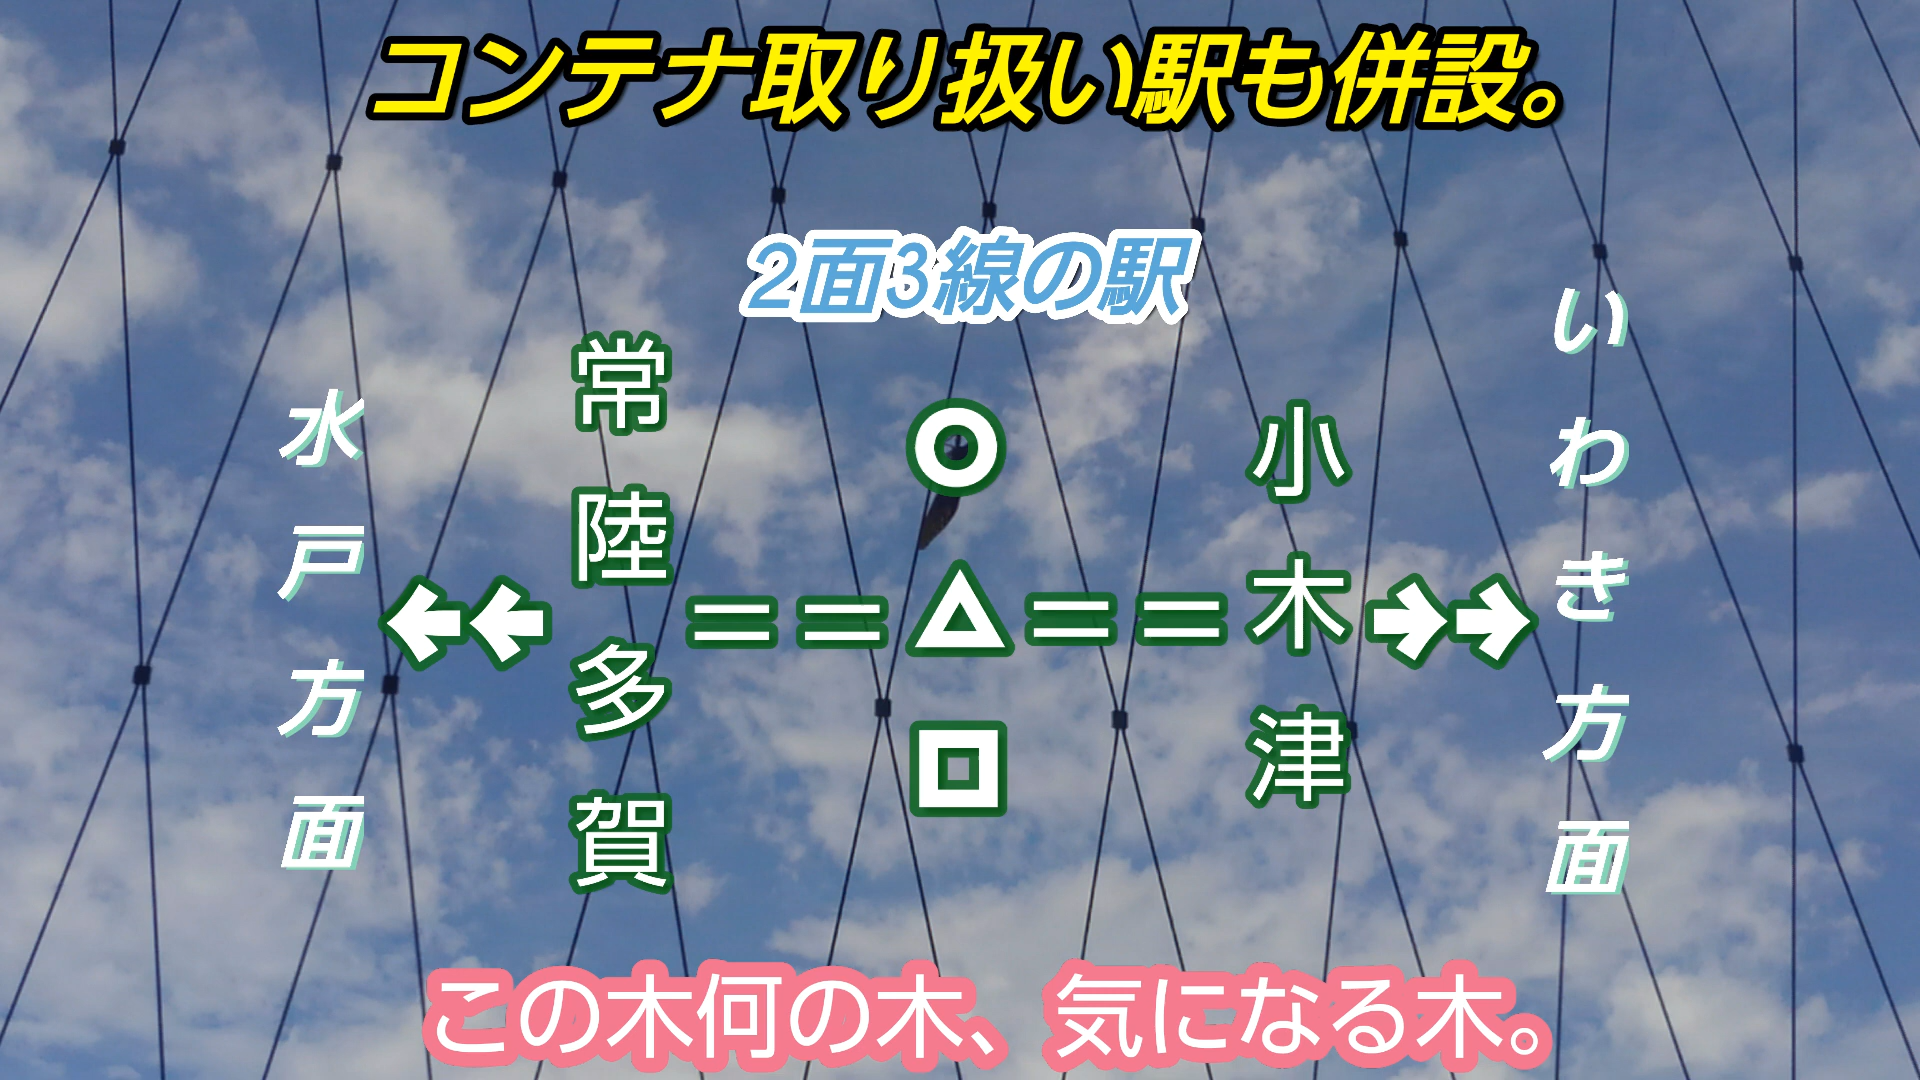 コンテナ取り扱い駅も併設。
2面3線の駅
水戸方面
←←
常陸多賀
==
○△□
==
小木津
→→
いわき方面
この木何の木、気になる木。